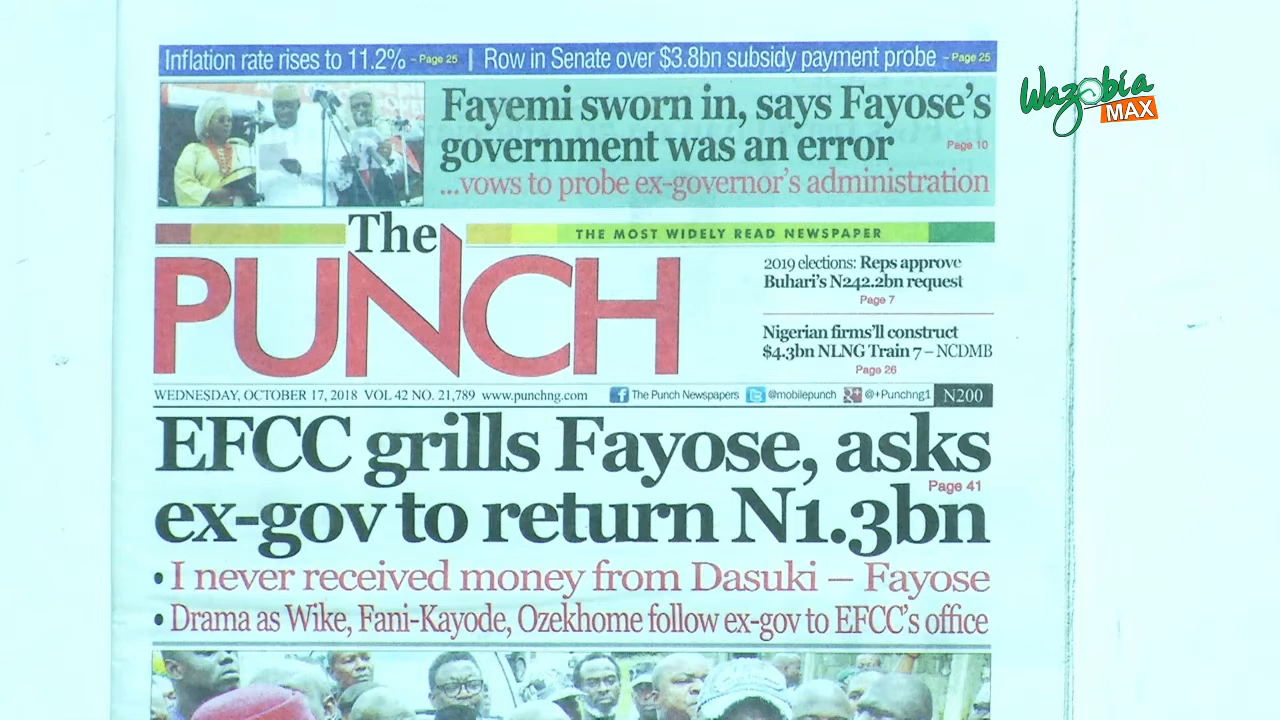 Inflation rate rises to 11.2% - Page 25 | Row in Senate over $3.8bn subsidy payment probe - Page 25
Wazobia
MAX
Fayemi sworn in, says Fayose's
government was an error
Page 10
...vows to probe ex-governor's administration
The
PUNCH
THE MOST WIDELY READ NEWSPAPER
2019 elections: Reps approve
Buhari's N242.2bn request
Page 7
Nigerian firms'll construct
$4.3bn NLNG Train 7 – NCDMB
Page 26
WEDNESDAY, OCTOBER 17, 2018 VOL 42 NO. 21,789 www.punchng.com The Punch Newspapers @mobilepunch @+Punchng1 N200
EFCC grills Fayose, asks
Page 41
ex-gov to return N1.3bn
• I never received money from Dasuki – Fayose
• Drama as Wike, Fani-Kayode, Ozekhome follow ex-gov to EFCC's office